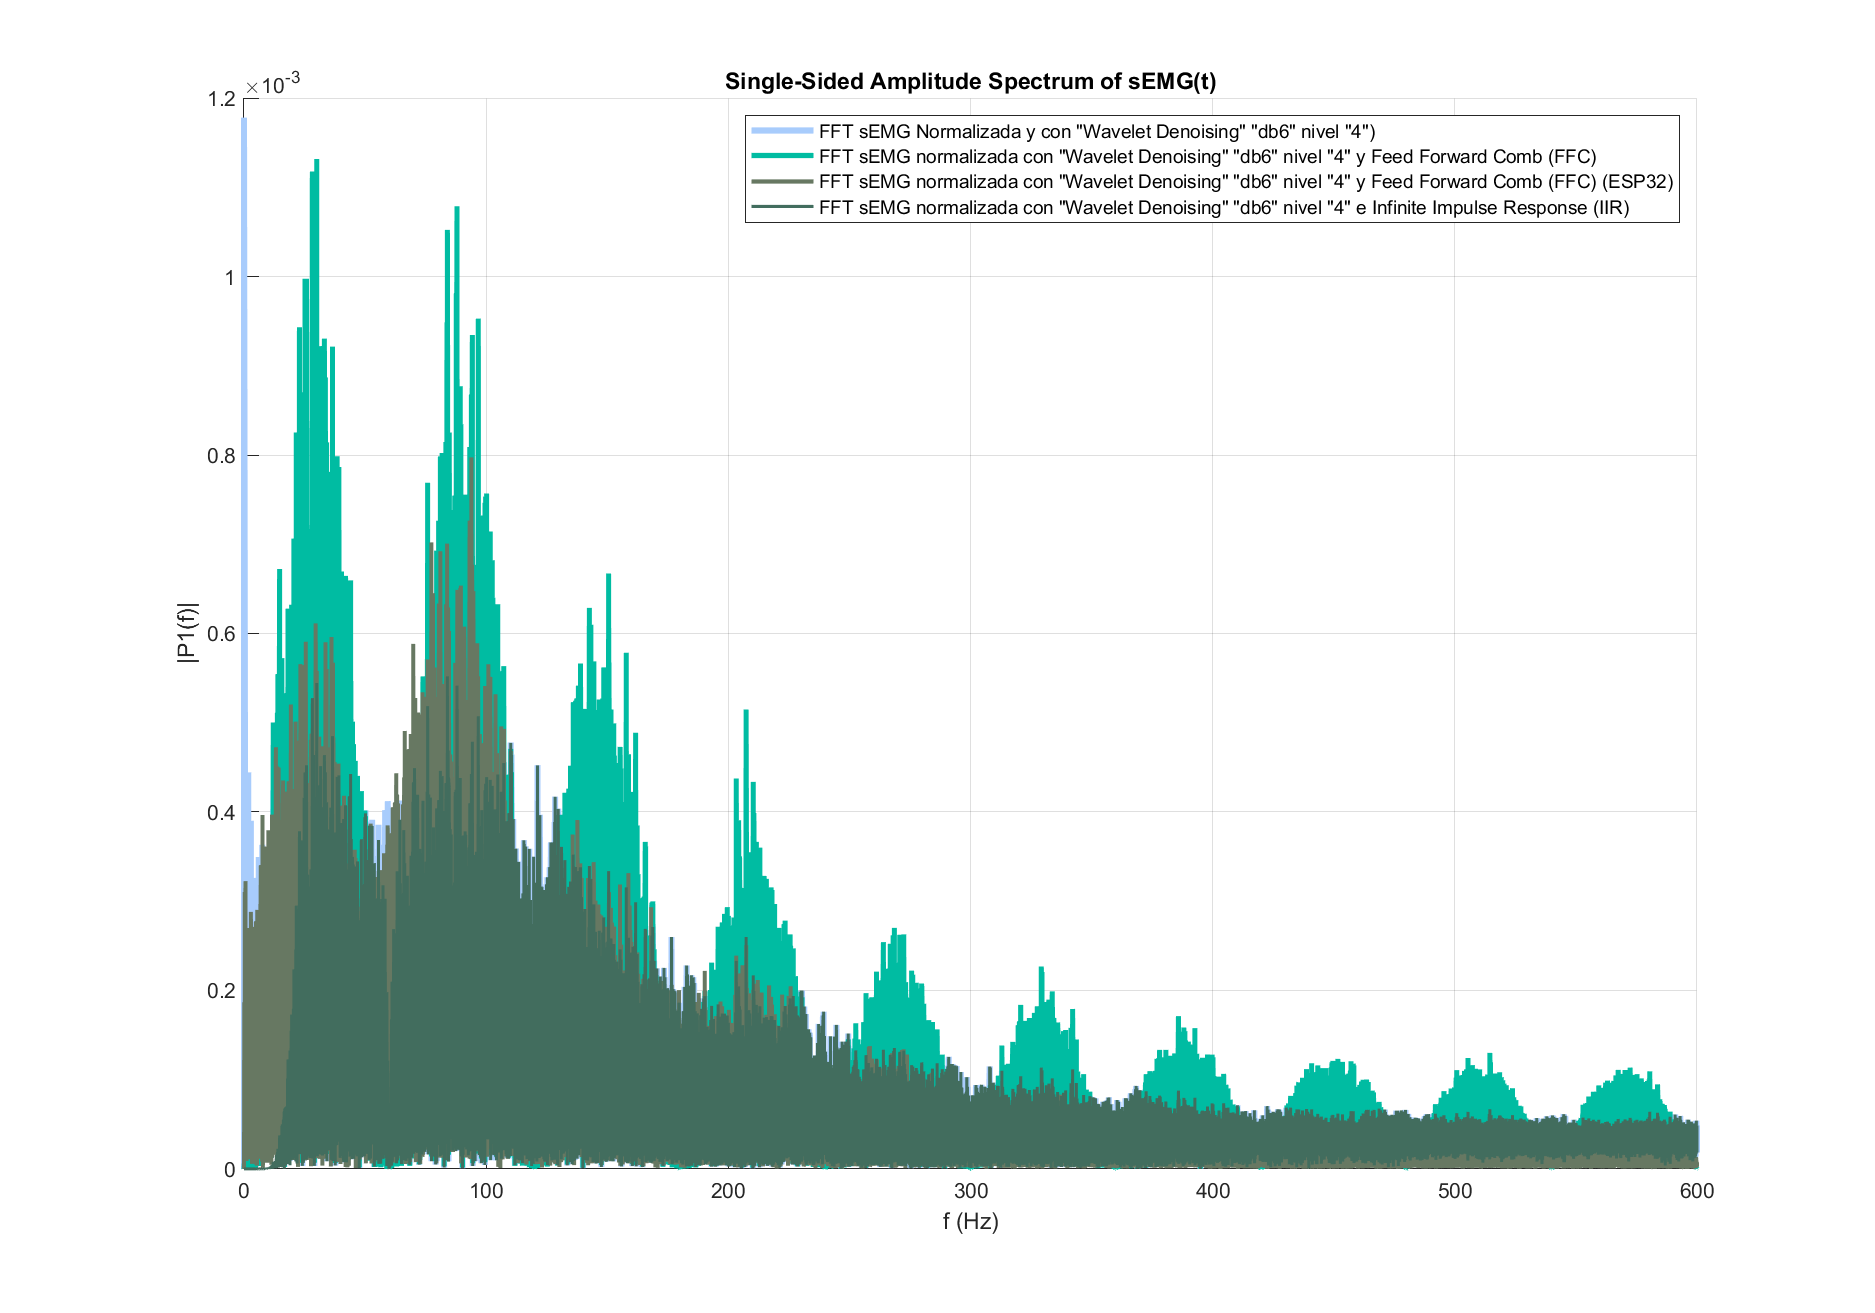 Single-Sided Amplitude Spectrum of sEMG(t)
×10-3
FFT sEMG Normalizada y con "Wavelet Denoising" "db6" nivel "4")
FFT sEMG normalizada con "Wavelet Denoising" "db6" nivel "4" y Feed Forward Comb (FFC)
FFT sEMG normalizada con "Wavelet Denoising" "db6" nivel "4" y Feed Forward Comb (FFC) (ESP32)
FFT sEMG normalizada con "Wavelet Denoising" "db6" nivel "4" e Infinite Impulse Response (IIR)
1.2
1
0.8
0.6
0.4
0.2
0
|P1(f)|
0 100 200 300 400 500 600
f (Hz)